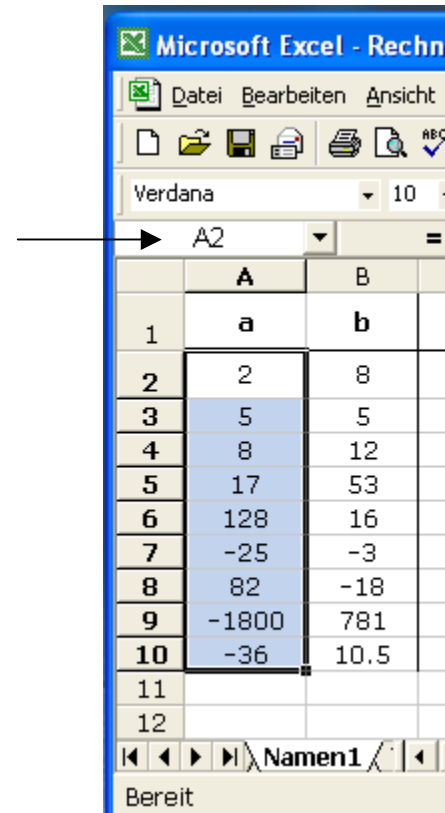 Microsoft Excel - Rechn
Datei Bearbeiten Ansicht
ABC
Verdana 10
A2 =
A B
1 a b
2 2 8
3 5 5
4 8 12
5 17 53
6 128 16
7 -25 -3
8 82 -18
9 -1800 781
10 -36 10.5
11
12
Namen1
Bereit